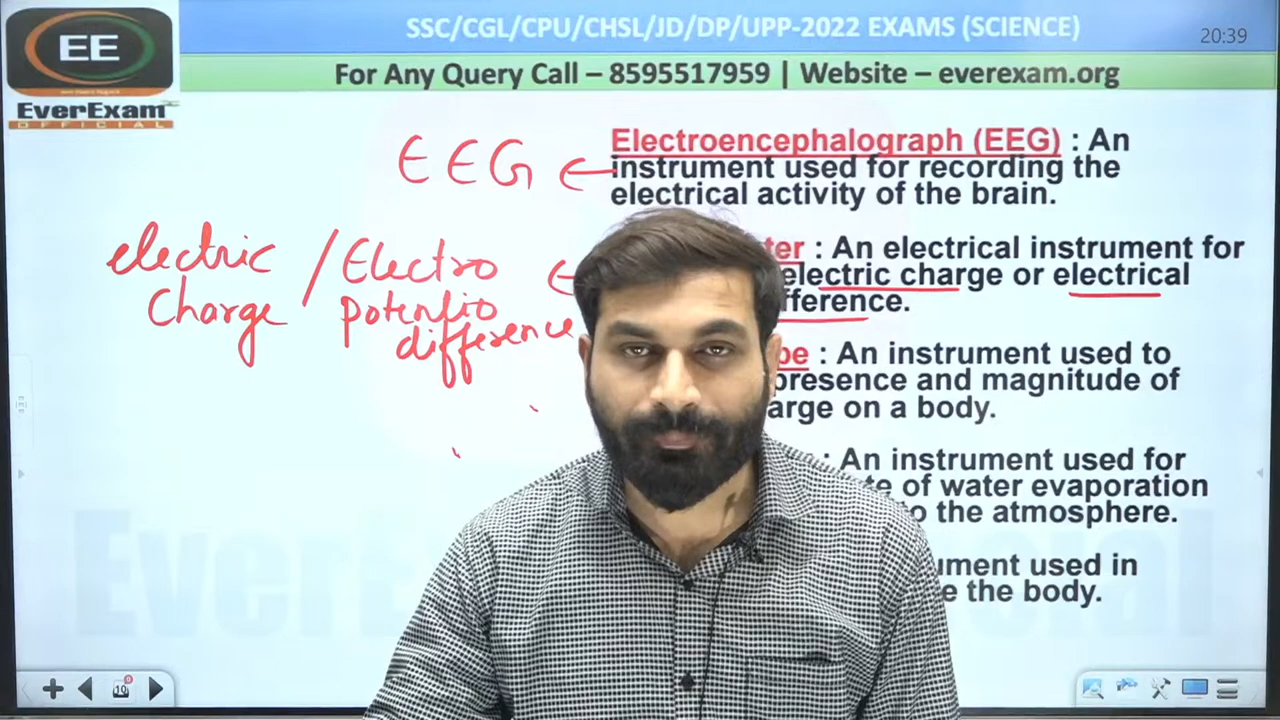 SSC/CGL/CPU/CHSL/JD/DP/UPP-2022 EXAMS (SCIENCE)
20:39
EE
For Any Query Call – 8595517959 | Website – everexam.org
EverExam
OFFICIAL
EEG
Electroencephalograph (EEG) : An
instrument used for recording the
electrical activity of the brain.
electric / Electro
Charge potentio
difference
ter : An electrical instrument for
electric charge or electrical
fference.
be : An instrument used to
presence and magnitude of
arge on a body.
: An instrument used for
te of water evaporation
o the atmosphere.
ument used in
e the body.
10